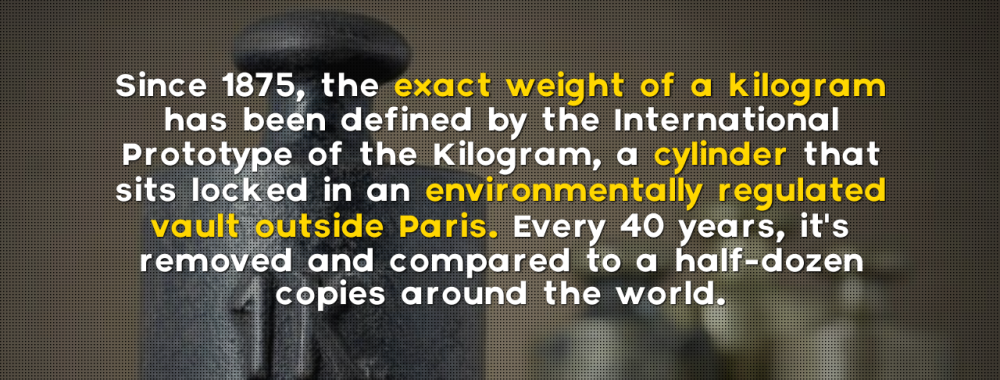 Since 1875, the exact weight of a kilogram
has been defined by the International
Prototype of the Kilogram, a cylinder that
sits locked in an environmentally regulated
vault outside Paris. Every 40 years, it's
removed and compared to a half-dozen
copies around the world.